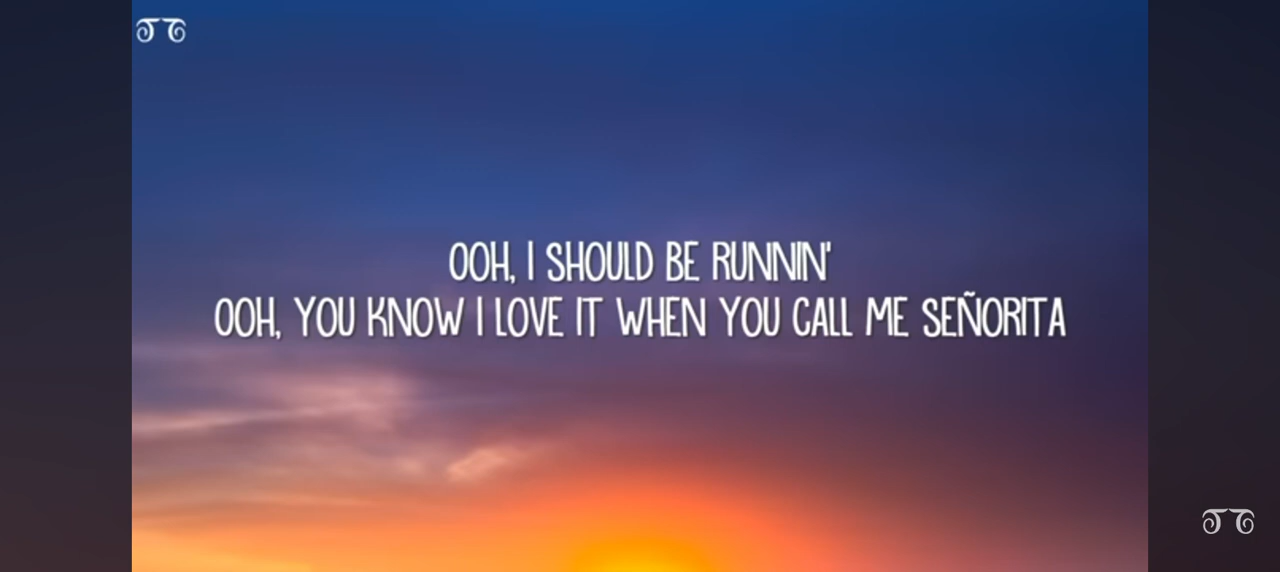 OOH, I SHOULD BE RUNNIN'
OOH, YOU KNOW I LOVE IT WHEN YOU CALL ME SEÑORITA